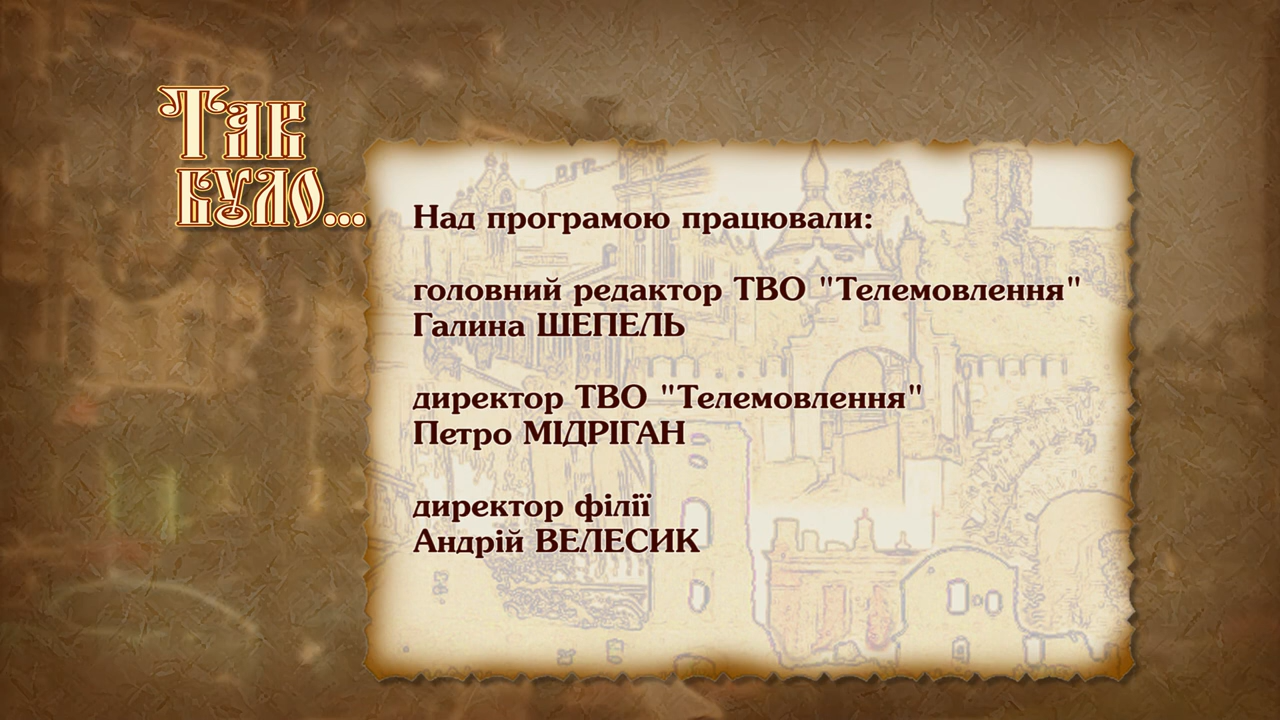 Так
було...
Над програмою працювали:
головний редактор ТВО "Телемовлення"
Галина ШЕПЕЛЬ
директор ТВО "Телемовлення"
Петро МІДРІГАН
директор філії
Андрій ВЕЛЕСИК